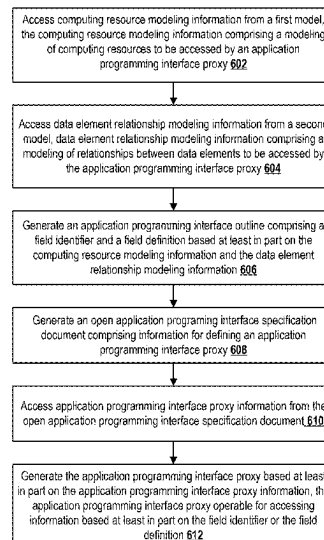 Access computing resource modeling information from a first model,
the computing resource modeling information comprising a modeling
of computing resources to be accessed by an application
programming interface proxy 602
Access data element relationship modeling information from a second
model, data element relationship modeling information comprising a
modeling of relationships between data elements to be accessed by
the application programming interface proxy 604
Generate an application programming interface outline comprising a
field identifier and a field definition based at least in part on the
computing resource modeling information and the data element
relationship modeling information 606
Generate an open application programing interface specification
document comprising information for defining an application
programming interface proxy 608
Access application programming interface proxy information from the
open application programming interface specification document 610
Generate the application programming interface proxy based at least
in part on the application programming interface proxy information, the
application programming interface proxy operable for accessing
information based at least in part on the field identifier or the field
definition 612